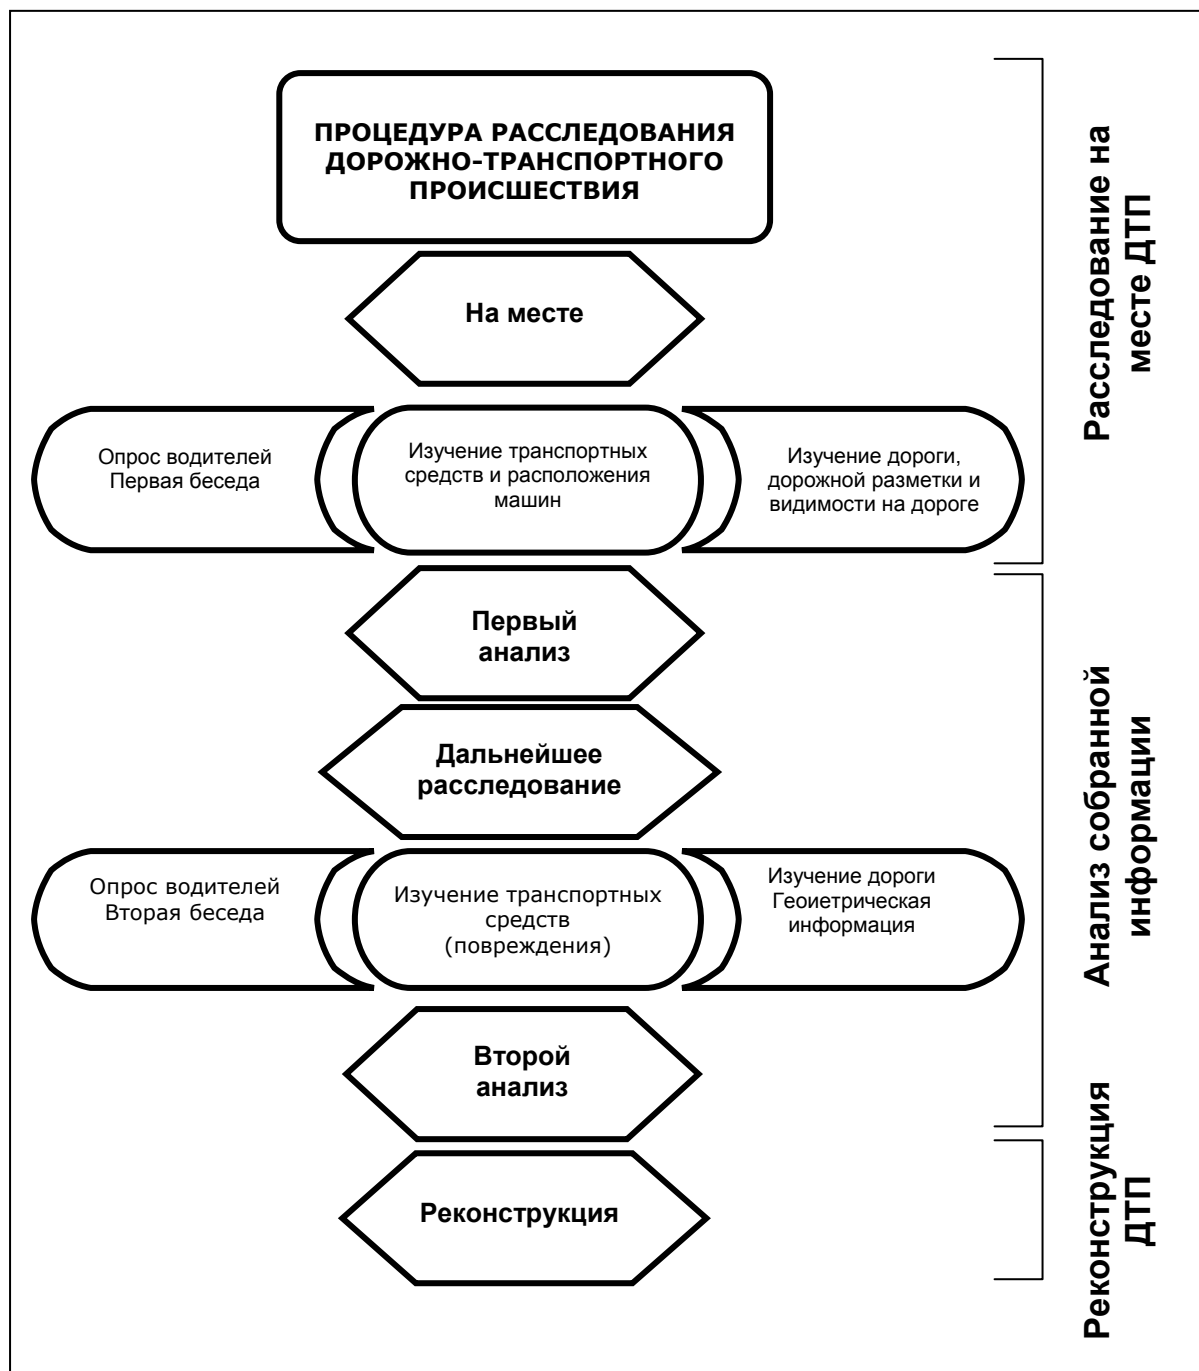 ПРОЦЕДУРА РАССЛЕДОВАНИЯ
ДОРОЖНО-ТРАНСПОРТНОГО
ПРОИСШЕСТВИЯ
На месте
Опрос водителей
Первая беседа
Изучение транспортных
средств и расположения
машин
Изучение дороги,
дорожной разметки и
видимости на дороге
Расследование на
месте ДТП
Первый
анализ
Дальнейшее
расследование
Опрос водителей
Вторая беседа
Изучение транспортных
средств
(повреждения)
Изучение дороги
Геоиетрическая
информация
Второй
анализ
Анализ собранной
информации
Реконструкция
Реконструкция
ДТП